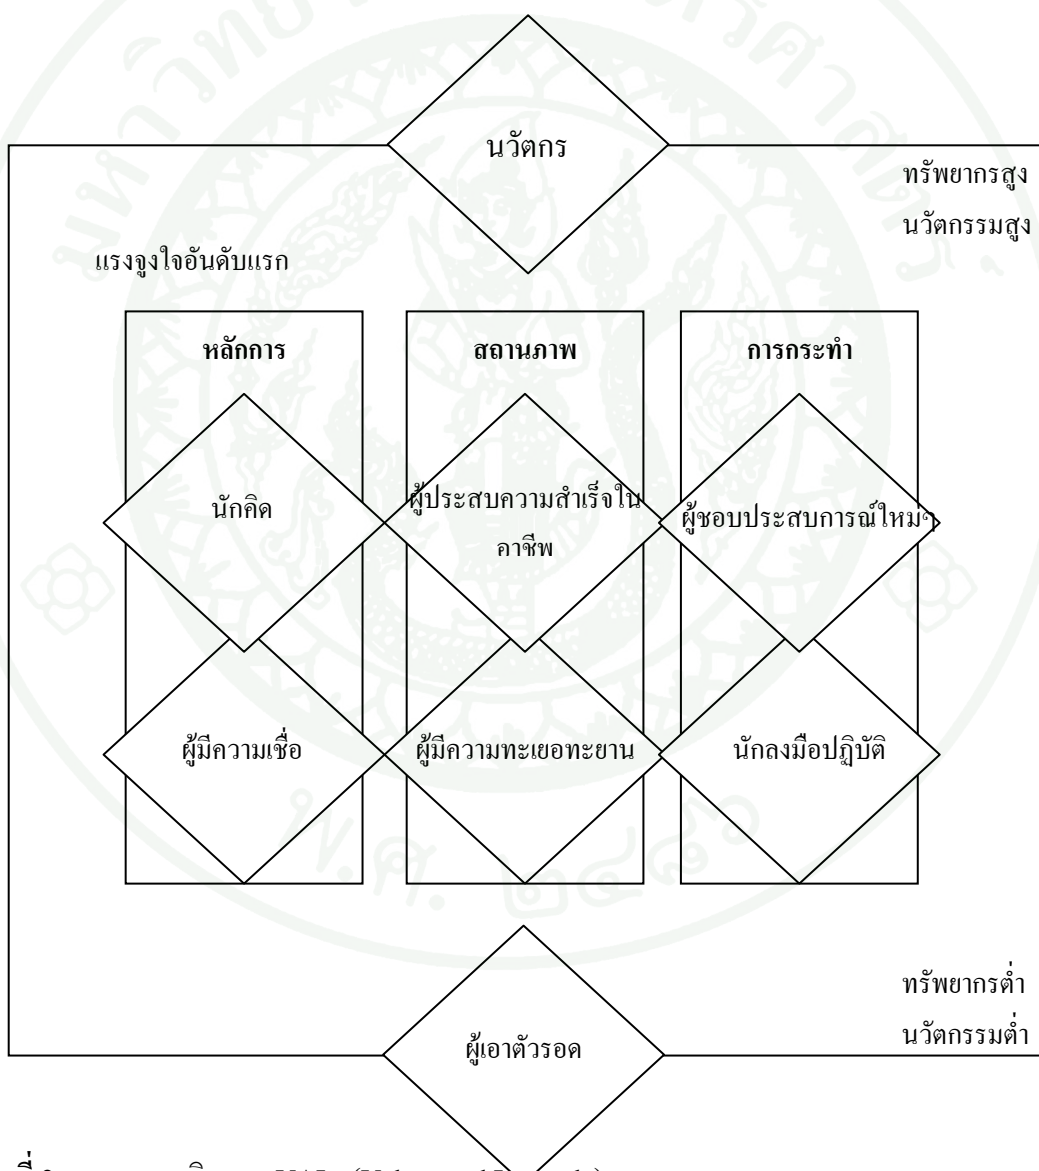 นวัตกร
ทรัพยากรสูง
นวัตกรรมสูง
แรงจูงใจอันดับแรก
หลักการ
สถานภาพ
การกระทำ
นักคิด
ผู้ประสบความสำเร็จใน
อาชีพ
ผู้ชอบประสบการณ์ใหม่ๆ
ผู้มีความเชื่อ
ผู้มีความทะเยอทะยาน
นักลงมือปฏิบัติ
ทรัพยากรต่ำ
นวัตกรรมต่ำ
ผู้เอาตัวรอด
พ.ศ. ๒๔๘๖